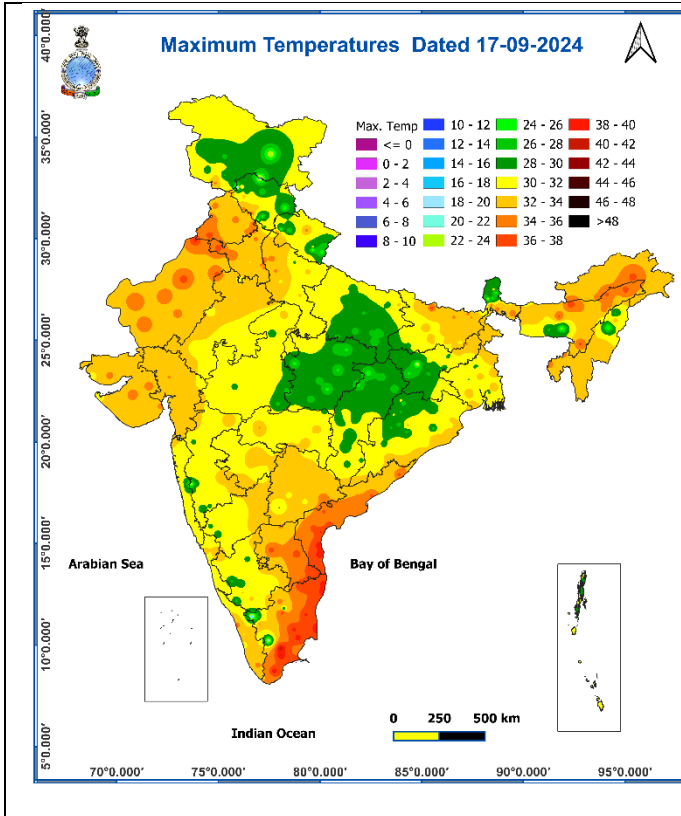 Maximum Temperatures Dated 17-09-2024
Max. Temp
<= 0
0 - 2
2 - 4
4 - 6
6 - 8
8 - 10
10 - 12
12 - 14
14 - 16
16 - 18
18 - 20
20 - 22
22 - 24
24 - 26
26 - 28
28 - 30
30 - 32
32 - 34
34 - 36
36 - 38
38 - 40
40 - 42
42 - 44
44 - 46
46 - 48
>48
40°0.000'
35°0.000'
30°0.000'
25°0.000'
20°0.000'
15°0.000'
10°0.000'
5°0.000'
Arabian Sea
Bay of Bengal
Indian Ocean
0 250 500 km
70°0.000' 75°0.000' 80°0.000' 85°0.000' 90°0.000' 95°0.000'